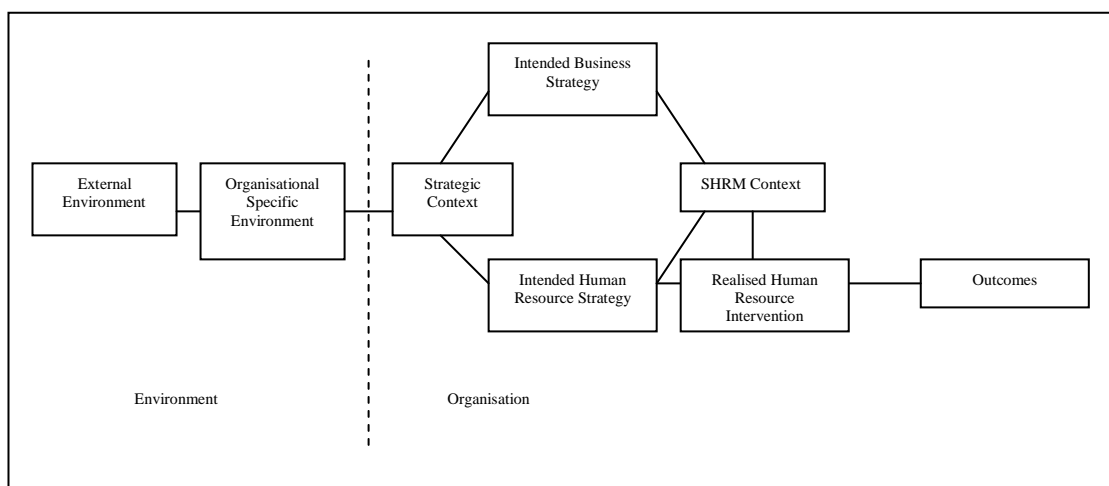 Intended Business
Strategy
External
Environment
Organisational
Specific
Environment
Strategic
Context
SHRM Context
Intended Human
Resource Strategy
Realised Human
Resource
Intervention
Outcomes
Environment
Organisation